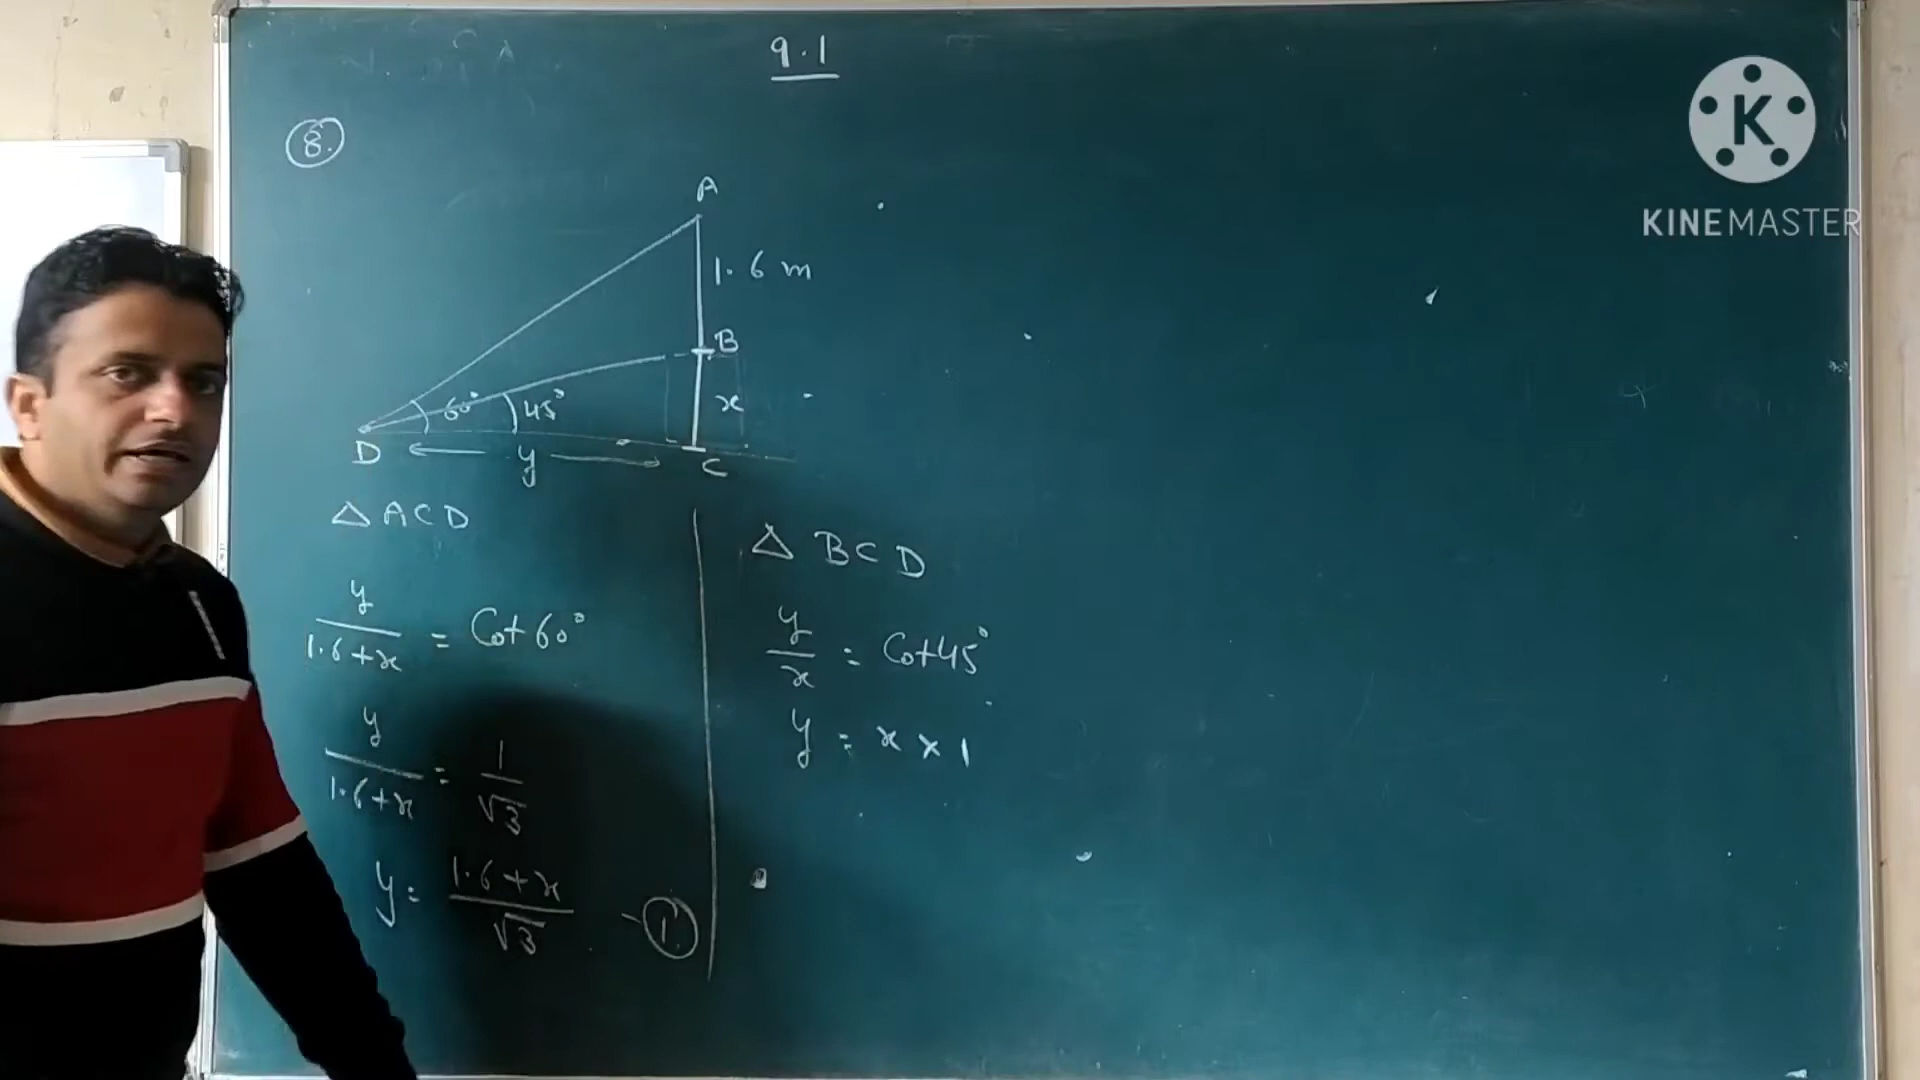 9.1
8.
A
1.6 m
B
60° 45° x
D y C
△ ACD
y/(1.6+x) = Cot 60°
y/(1.6+x) = 1/√3
y = (1.6+x)/√3 - 1
△ BCD
y/x = Cot 45°
y = x × 1
K
KINEMASTER